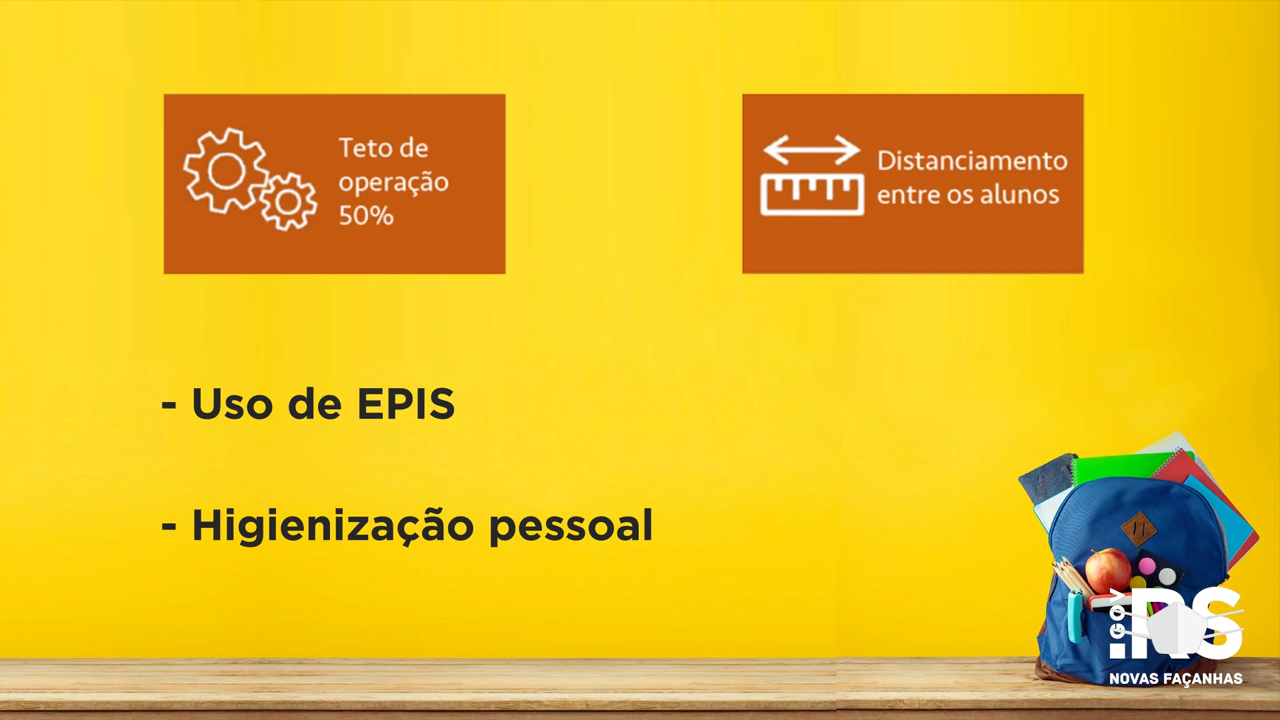 Teto de
operação
50%
Distanciamento
entre os alunos
- Uso de EPIS
- Higienização pessoal
GOV
RS
NOVAS FAÇANHAS